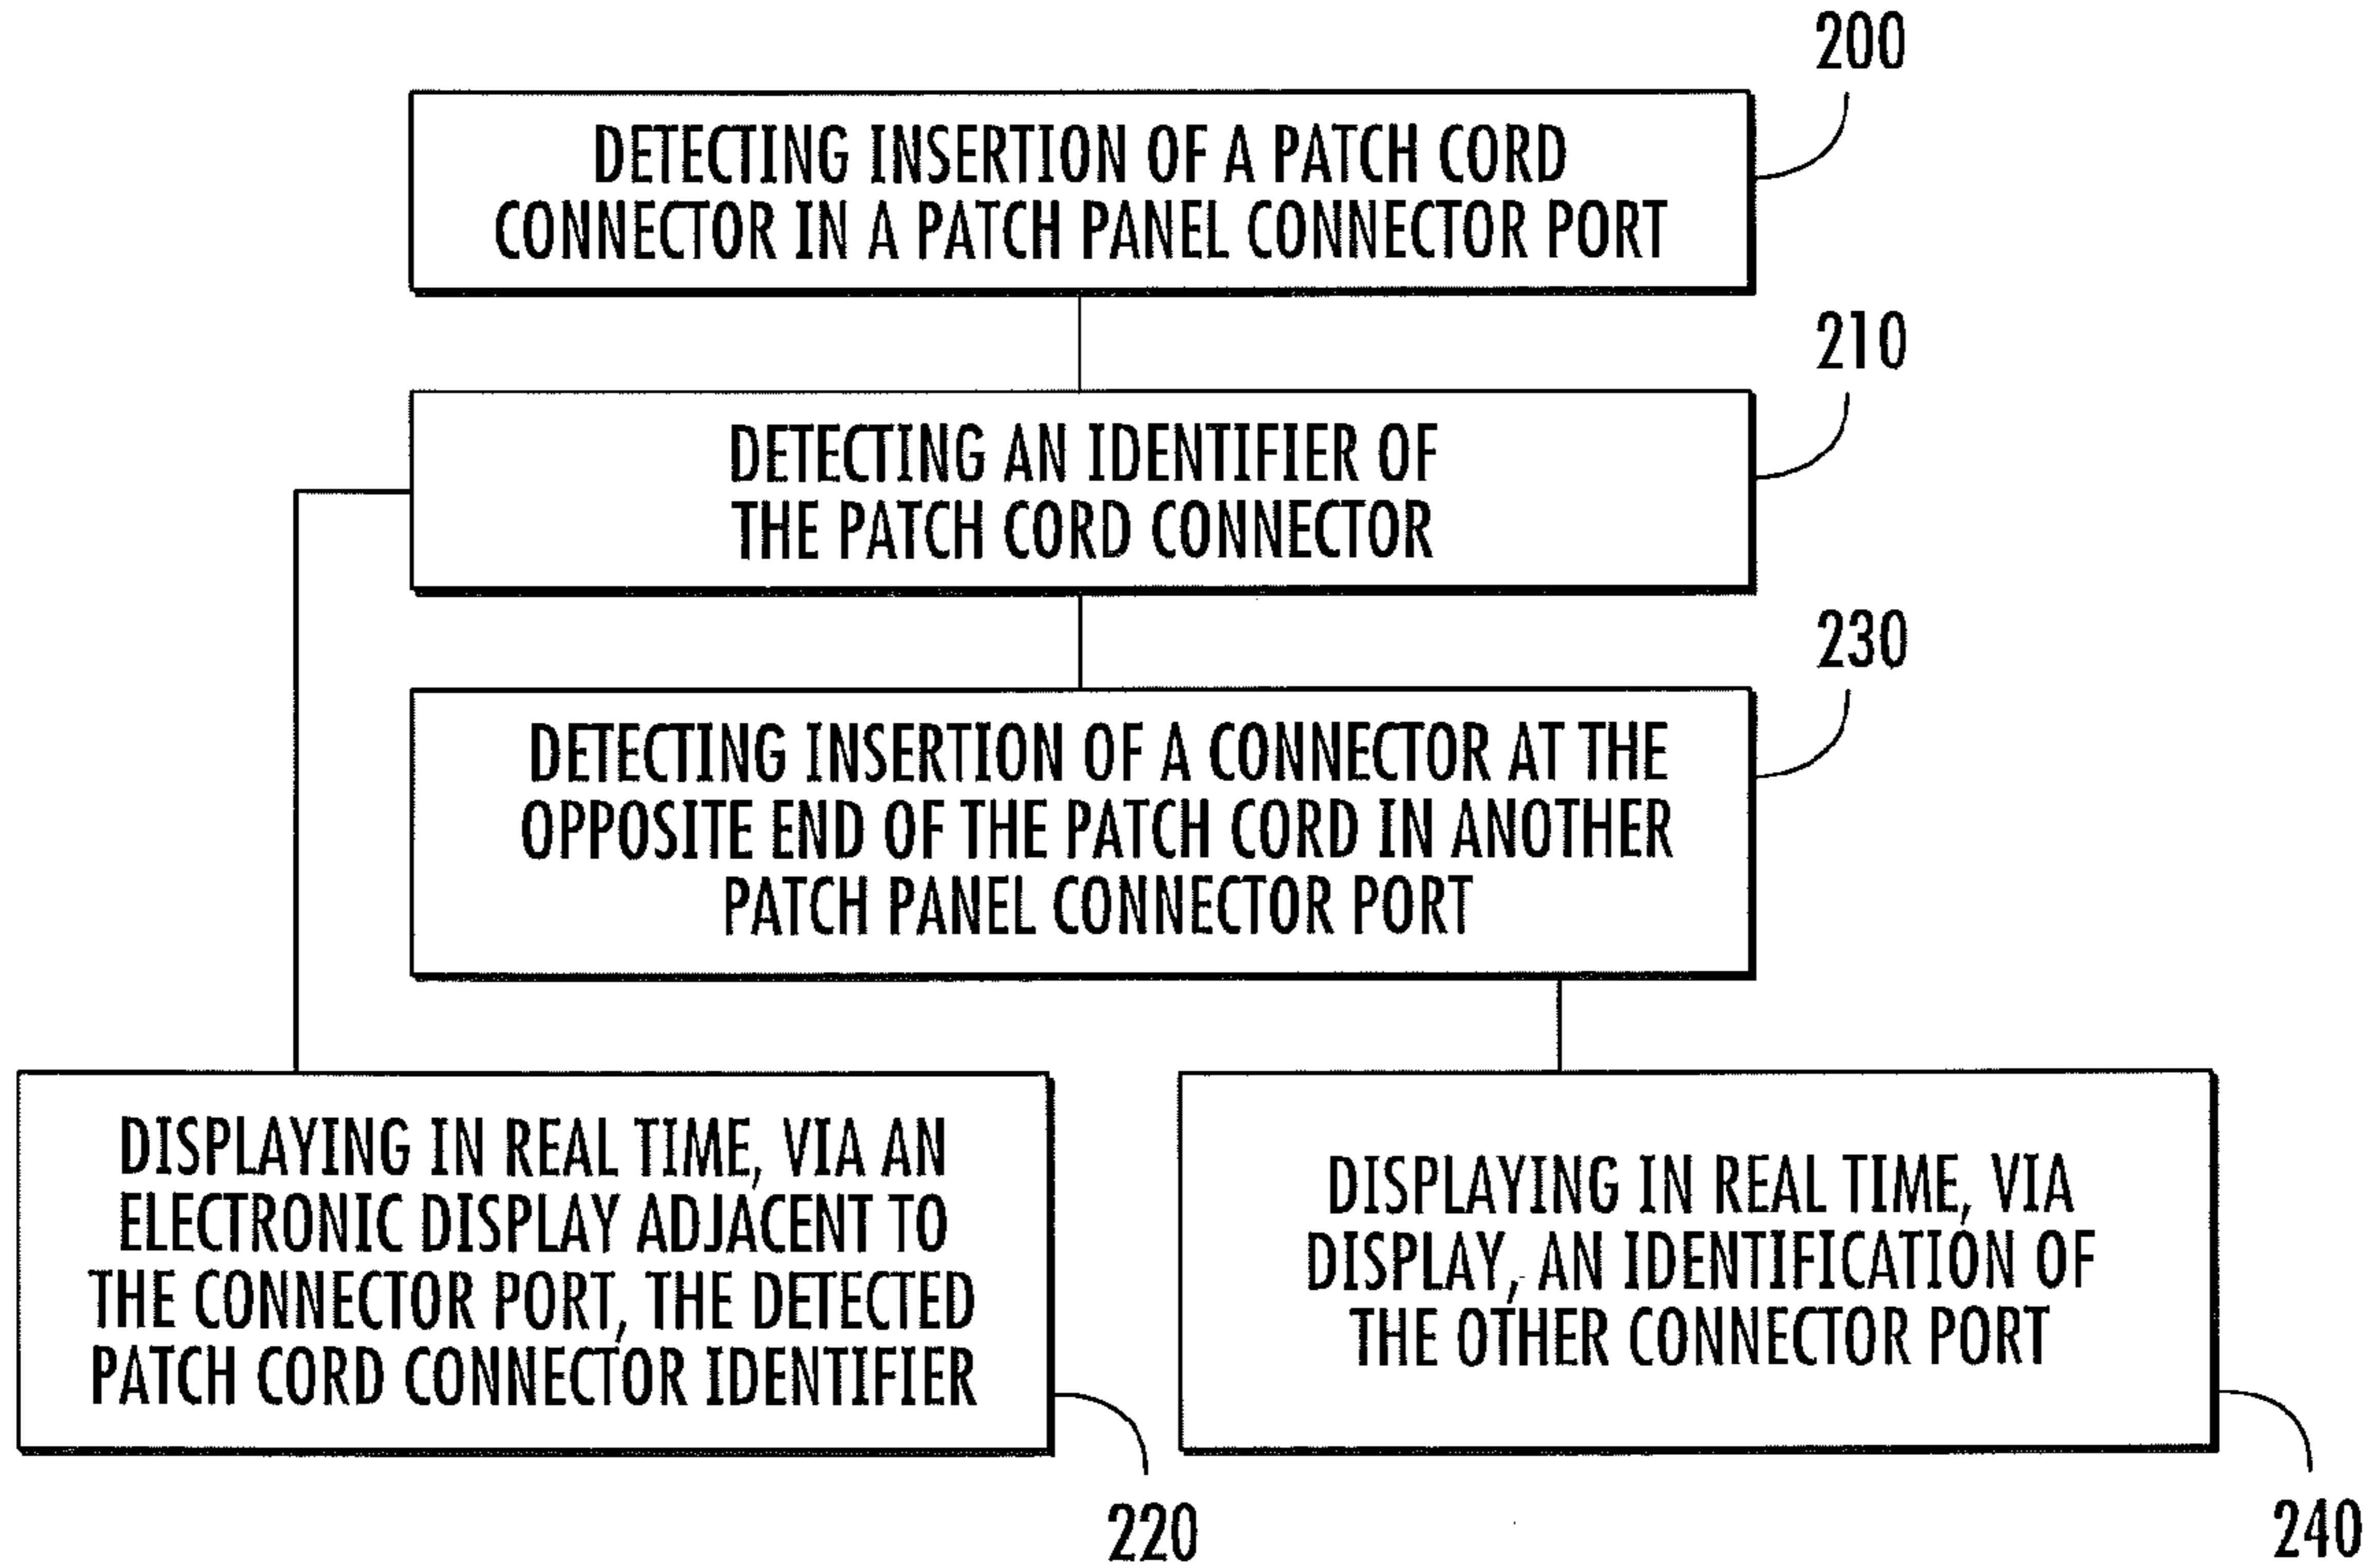 200
DETECTING INSERTION OF A PATCH CORD
CONNECTOR IN A PATCH PANEL CONNECTOR PORT
210
DETECTING AN IDENTIFIER OF
THE PATCH CORD CONNECTOR
230
DETECTING INSERTION OF A CONNECTOR AT THE
OPPOSITE END OF THE PATCH CORD IN ANOTHER
PATCH PANEL CONNECTOR PORT
DISPLAYING IN REAL TIME, VIA AN
ELECTRONIC DISPLAY ADJACENT TO
THE CONNECTOR PORT, THE DETECTED
PATCH CORD CONNECTOR IDENTIFIER
220
DISPLAYING IN REAL TIME, VIA
DISPLAY, AN IDENTIFICATION OF
THE OTHER CONNECTOR PORT
240